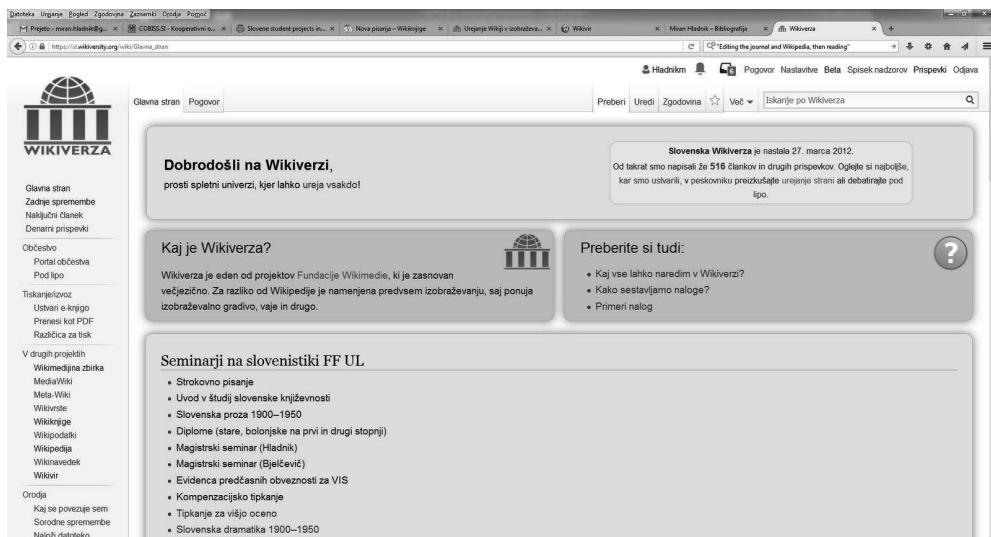 Datoteka Urejanje Pogled Zgodovina Zaznamki Orodja Pomoč
Prejeto - miran.hladnik@g...
COBISS.SI - Kooperativni o...
Slovene student projects in...
Nova pisarija – Wikiknjige
Urejanje Wikiji v izobraževa...
Wikivir
Miran Hladnik – Bibliografija
Wikiverza
https://sl.wikiversity.org/wiki/Glavna_stran
"Editing the journal and Wikipedia, then reading"
Hladnikm
6
Pogovor Nastavitve Beta Spisek nadzorov Prispevki Odjava
Glavna stran Pogovor
Preberi Uredi Zgodovina Več
Iskanje po Wikiverza
WIKIVERZA
Glavna stran
Zadnje spremembe
Naključni članek
Denarni prispevki
Občestvo
Portal občestva
Pod lipo
Tiskanje/izvoz
Ustvari e-knjigo
Prenesi kot PDF
Različica za tisk
V drugih projektih
Wikimedijina zbirka
MediaWiki
Meta-Wiki
Wikivrste
Wikiknjige
Wikipodatki
Wikipedija
Wikinavedek
Wikivir
Orodja
Kaj se povezuje sem
Sorodne spremembe
Naloži datoteko
Dobrodošli na Wikiverzi,
prosti spletni univerzi, kjer lahko ureja vsakdo!
Slovenska Wikiverza je nastala 27. marca 2012.
Od takrat smo napisali že 516 člankov in drugih prispevkov. Oglejte si najboljše,
kar smo ustvarili, v peskovniku preizkušajte urejanje strani ali debatirajte pod
lipo.
Kaj je Wikiverza?
Wikiverza je eden od projektov Fundacije Wikimedie, ki je zasnovan
večjezično. Za razliko od Wikipedije je namenjena predvsem izobraževanju, saj ponuja
izobraževalno gradivo, vaje in drugo.
Preberite si tudi:
?
• Kaj vse lahko naredim v Wikiverzi?
• Kako sestavljamo naloge?
• Primeri nalog
Seminarji na slovenistiki FF UL
• Strokovno pisanje
• Uvod v študij slovenske književnosti
• Slovenska proza 1900–1950
• Diplome (stare, bolonjske na prvi in drugi stopnji)
• Magistrski seminar (Hladnik)
• Magistrski seminar (Bjelčevič)
• Evidenca predčasnih obveznosti za VIS
• Kompenzacijsko tipkanje
• Tipkanje za višjo oceno
• Slovenska dramatika 1900–1950